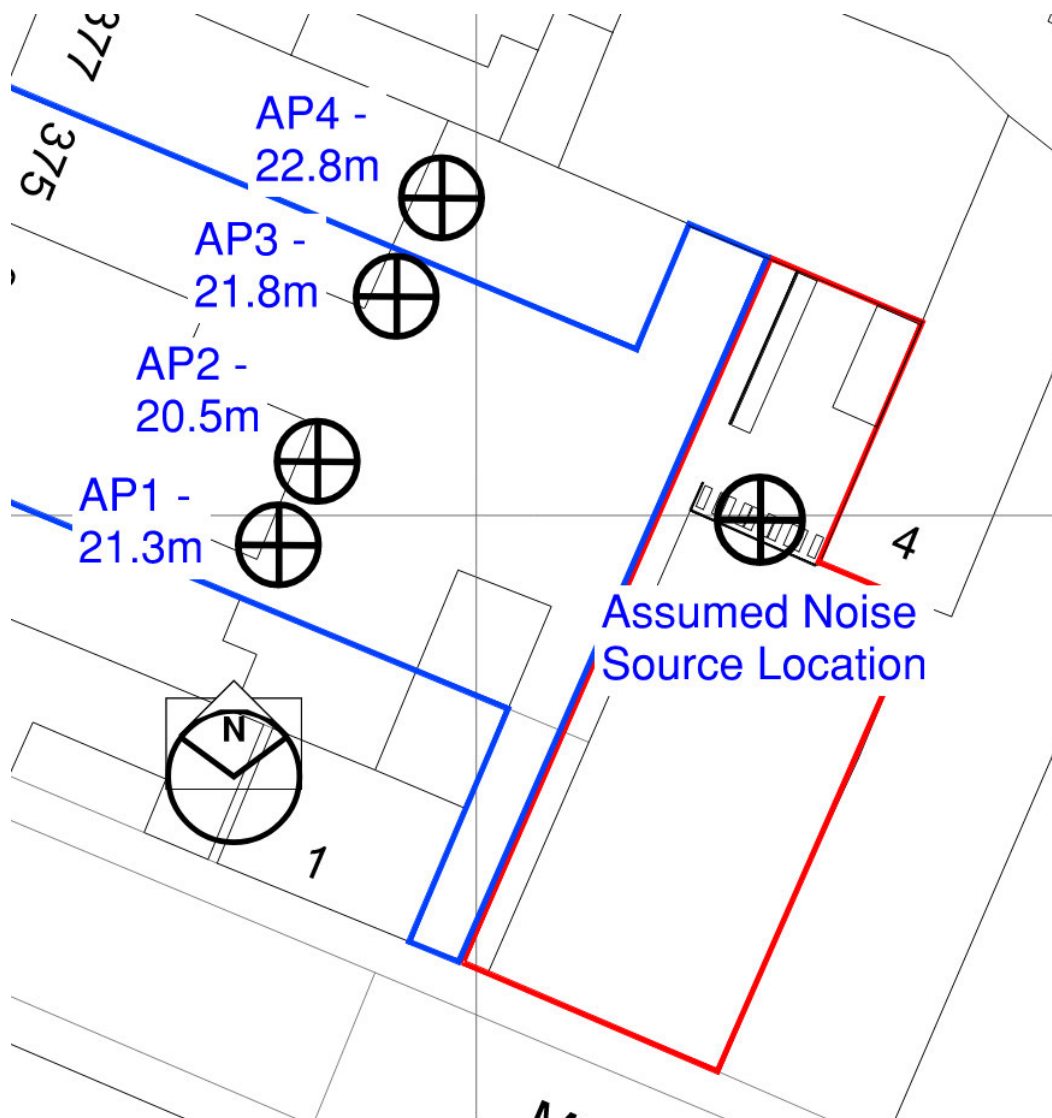 377
AP4 -
22.8m
375
AP3 -
21.8m
AP2 -
20.5m
AP1 -
21.3m
4
Assumed Noise
Source Location
N
1